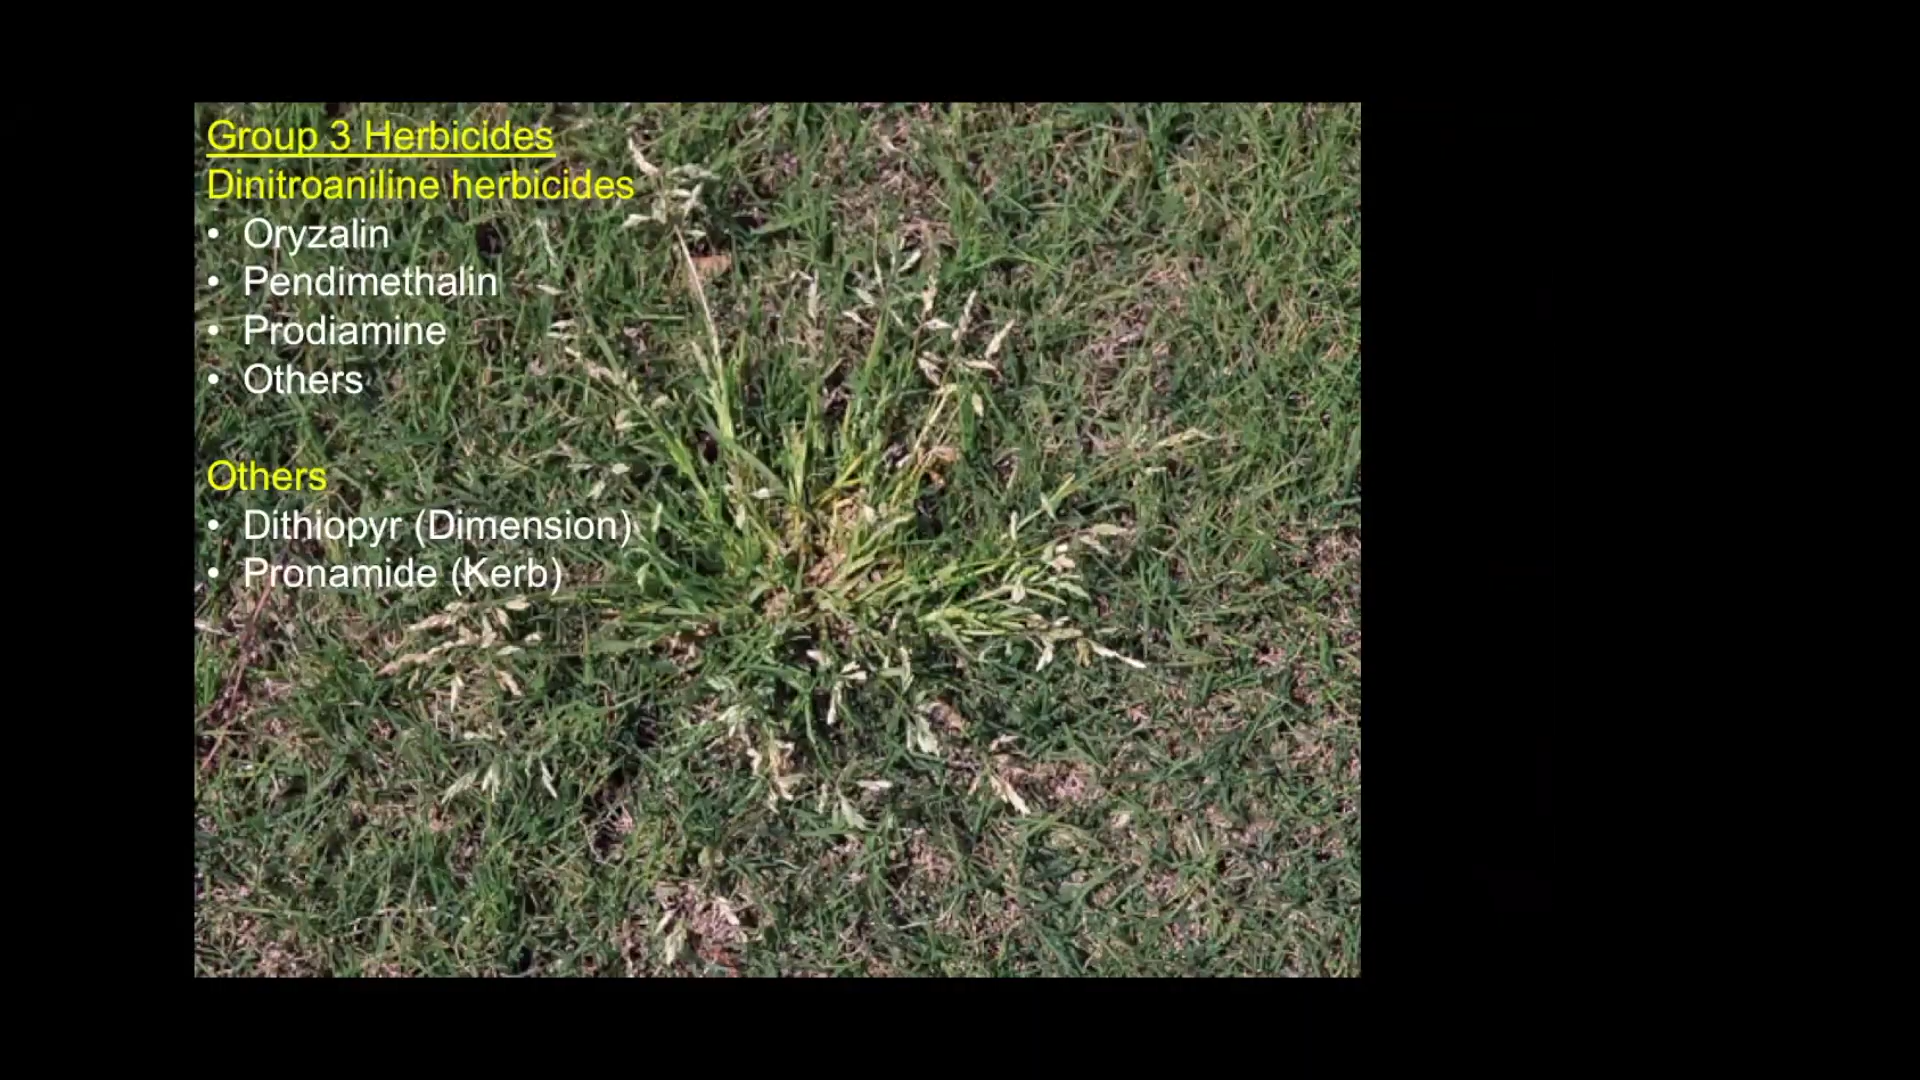 Group 3 Herbicides
Dinitroaniline herbicides
• Oryzalin
• Pendimethalin
• Prodiamine
• Others
Others
• Dithiopyr (Dimension)
• Pronamide (Kerb)